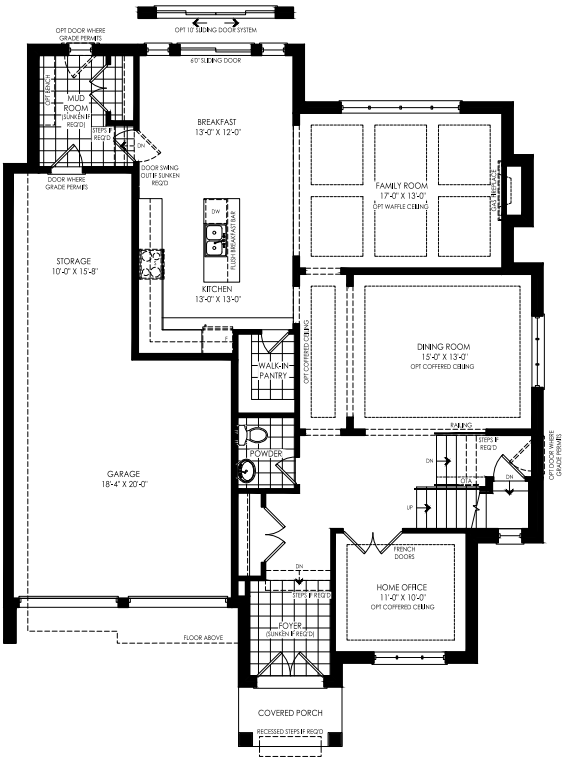 OPT 10' SLIDING DOOR SYSTEM
OPT DOOR WHERE
GRADE PERMITS
6'0" SLIDING DOOR
OPT BENCH
MUD
ROOM
(SUNKEN IF
REQ'D)
STEPS IF
REQ'D
DN
BREAKFAST
13'-0" X 12'-0"
DOOR SWING
OUT IF SUNKEN
REQ'D
DOOR WHERE
GRADE PERMITS
FAMILY ROOM
17'-0" X 13'-0"
OPT WAFFLE CEILING
GAS FIREPLACE
DW
FLUSH BREAKFAST BAR
STORAGE
10'-0" X 15'-8"
KITCHEN
13'-0" X 13'-0"
OPT COFFERED CEILING
DINING ROOM
15'-0" X 13'-0"
OPT COFFERED CEILING
WALK-IN
PANTRY
RAILING
STEPS IF
REQ'D
OPT DOOR WHERE
GRADE PERMITS
POWDER
DN
DN
GARAGE
18'-4" X 20'-0"
UP
FRENCH
DOORS
DN
STEPS IF REQ'D
HOME OFFICE
11'-0" X 10'-0"
OPT COFFERED CEILING
FOYER
(SUNKEN IF REQ'D)
FLOOR ABOVE
COVERED PORCH
RECESSED STEPS IF REQ'D